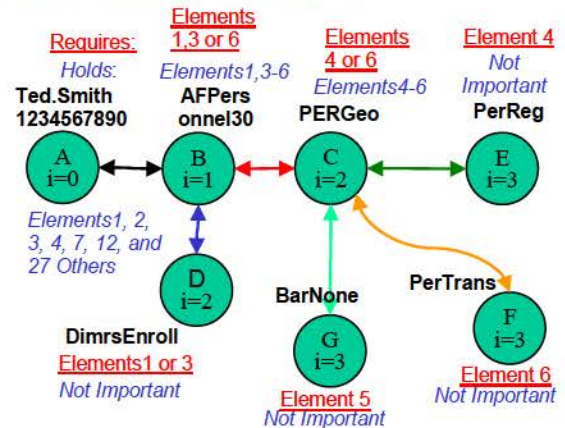 Requires:
Holds:
Ted.Smith
1234567890
Elements
1,3 or 6
Elements1,3-6
AFPers
onnel30
Elements
4 or 6
Elements4-6
PERGeo
Element 4
Not
Important
PerReg
A
i=0
B
i=1
C
i=2
E
i=3
Elements1, 2,
3, 4, 7, 12, and
27 Others
D
i=2
DimrsEnroll
Elements1 or 3
Not Important
BarNone
G
i=3
Element 5
Not Important
PerTrans
F
i=3
Element 6
Not Important